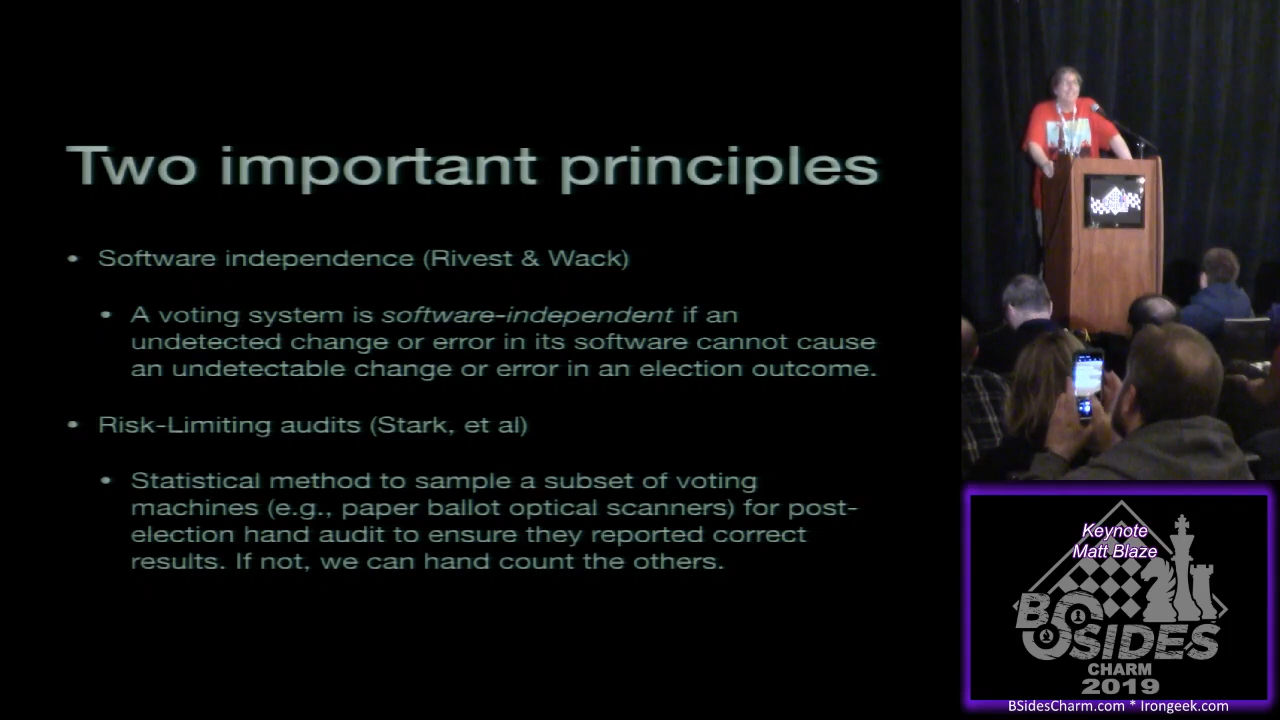 Two important principles
• Software independence (Rivest & Wack)
• A voting system is software-independent if an
undetected change or error in its software cannot cause
an undetectable change or error in an election outcome.
• Risk-Limiting audits (Stark, et al)
• Statistical method to sample a subset of voting
machines (e.g., paper ballot optical scanners) for post-
election hand audit to ensure they reported correct
results. If not, we can hand count the others.
Keynote
Matt Blaze
BSIDES
CHARM
2019
BSidesCharm.com * Irongeek.com